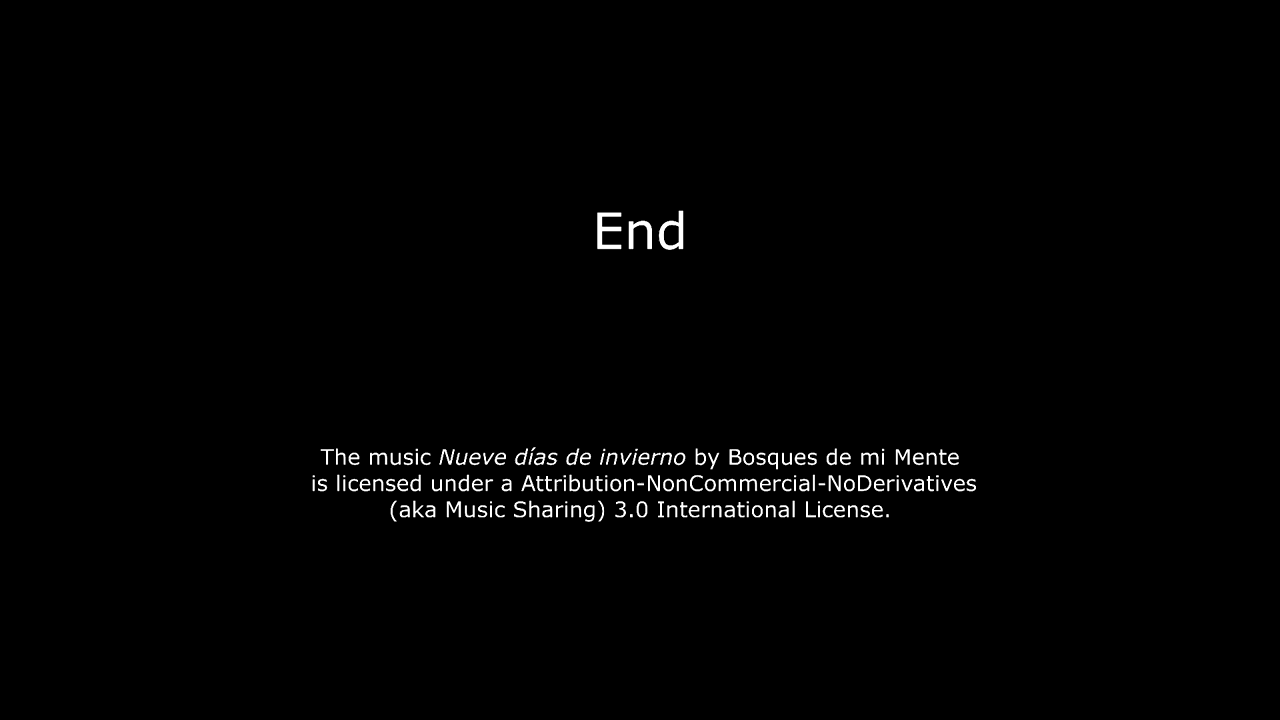 End
The music Nueve días de invierno by Bosques de mi Mente
is licensed under a Attribution-NonCommercial-NoDerivatives
(aka Music Sharing) 3.0 International License.